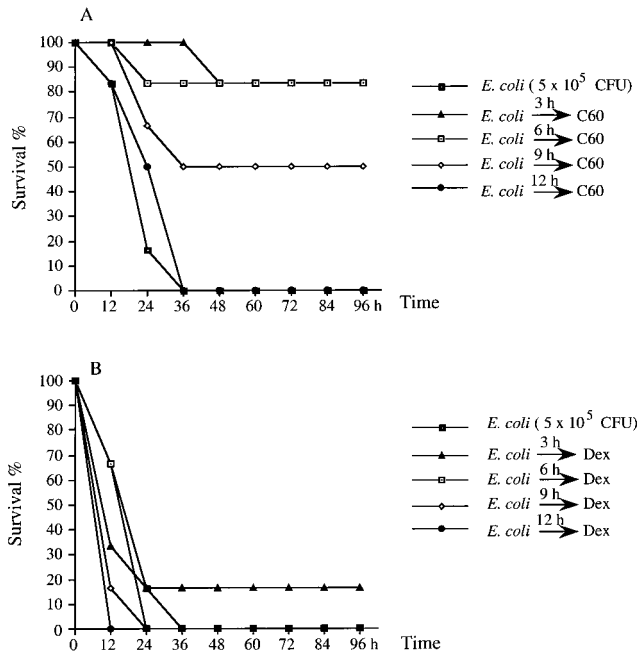 A
Survival %
100
90
80
70
60
50
40
30
20
10
0
0 12 24 36 48 60 72 84 96 h Time
E. coli ( 5 x 10⁵ CFU)
E. coli 3 h C60
E. coli 6 h C60
E. coli 9 h C60
E. coli 12 h C60
B
Survival %
100
90
80
70
60
50
40
30
20
10
0
0 12 24 36 48 60 72 84 96 h Time
E. coli ( 5 x 10⁵ CFU)
E. coli 3 h Dex
E. coli 6 h Dex
E. coli 9 h Dex
E. coli 12 h Dex